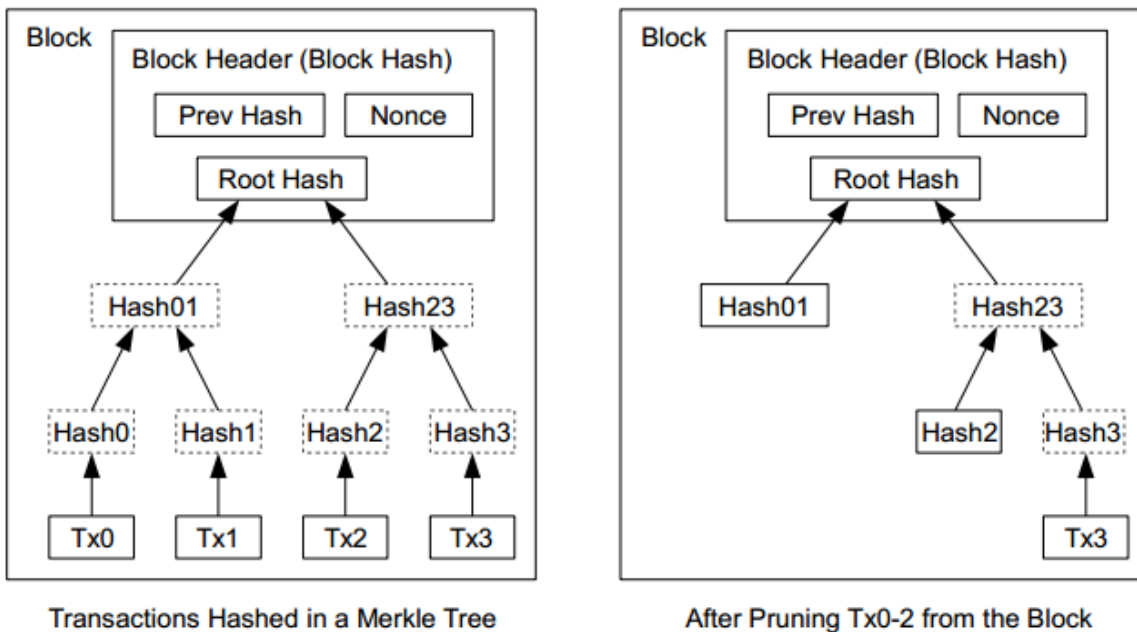 Block
Block Header (Block Hash)
Prev Hash
Nonce
Root Hash
Hash01
Hash23
Hash0
Hash1
Hash2
Hash3
Tx0
Tx1
Tx2
Tx3
Transactions Hashed in a Merkle Tree
Block
Block Header (Block Hash)
Prev Hash
Nonce
Root Hash
Hash01
Hash23
Hash2
Hash3
Tx3
After Pruning Tx0-2 from the Block